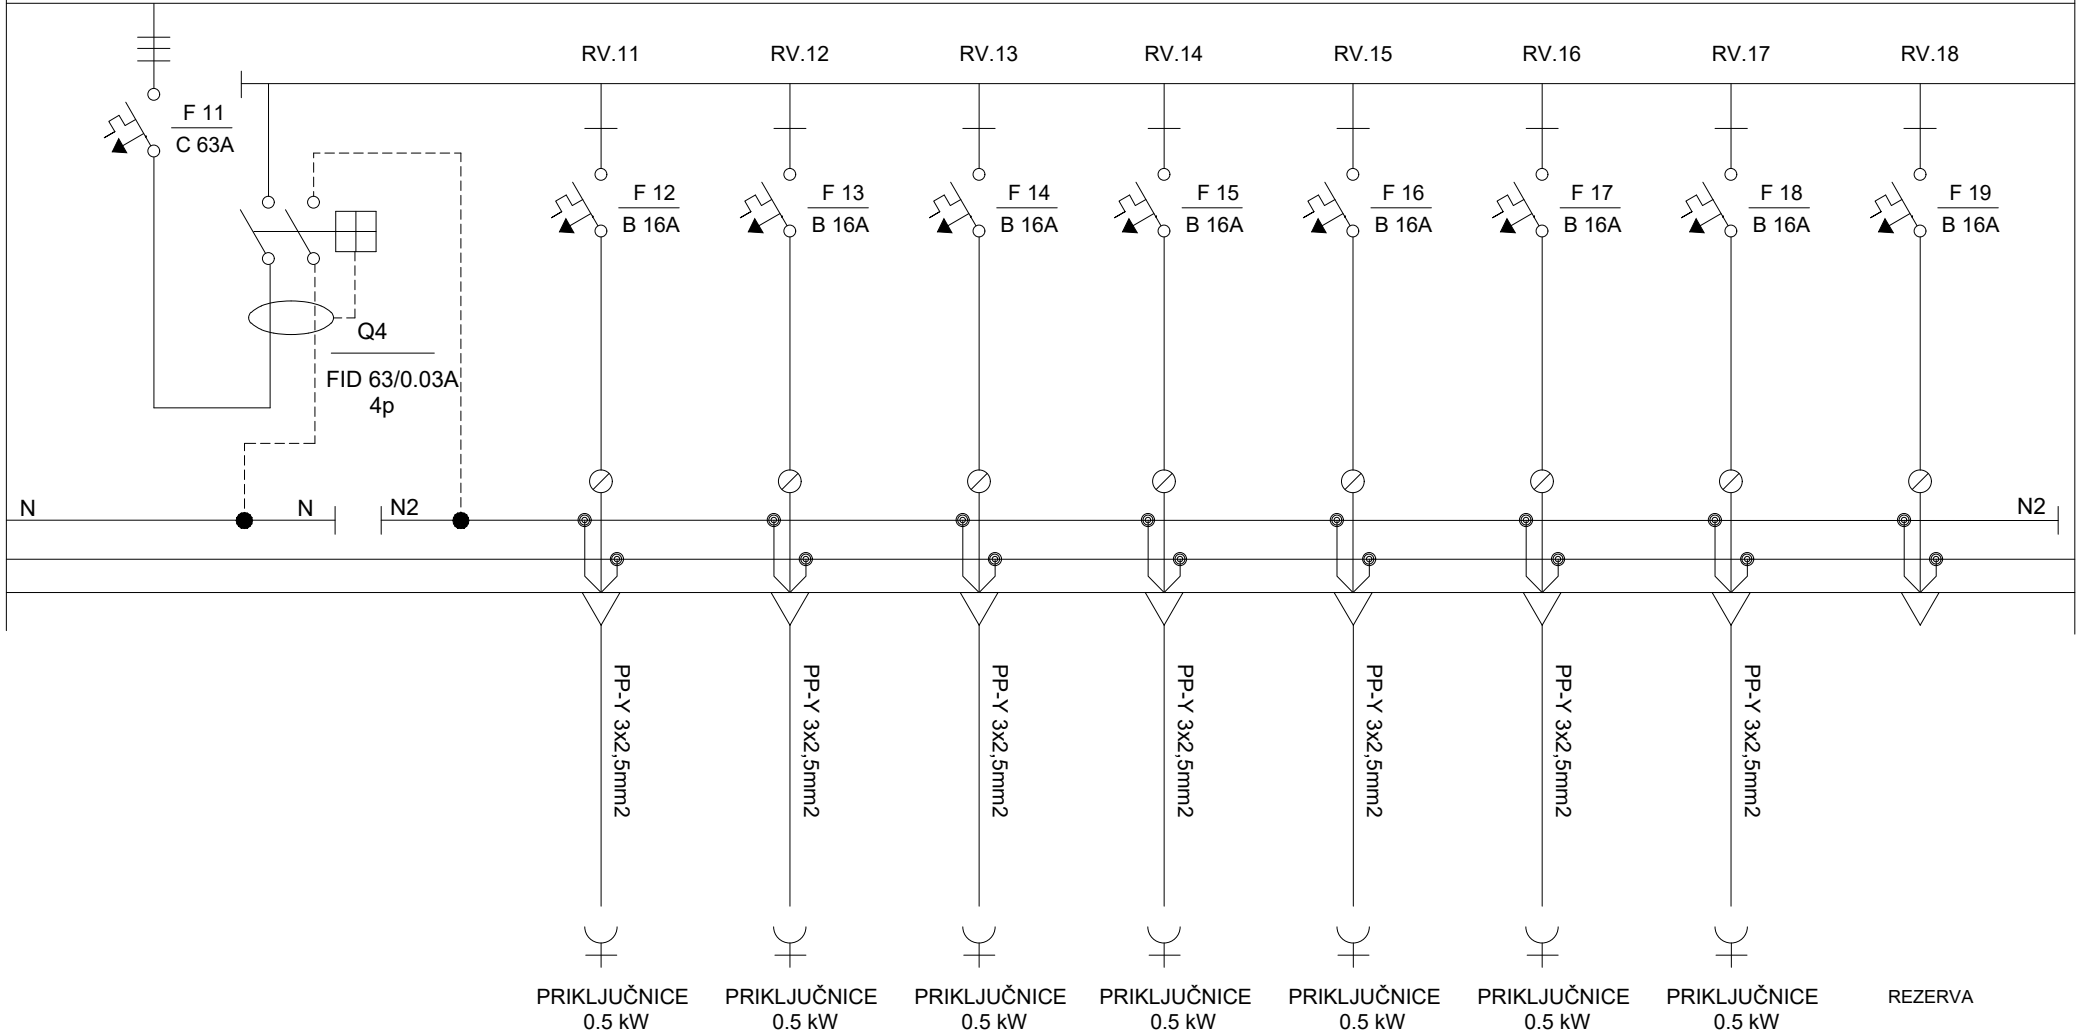 RV.11 RV.12 RV.13 RV.14 RV.15 RV.16 RV.17 RV.18
F 11
C 63A
F 12 F 13 F 14 F 15 F 16 F 17 F 18 F 19
B 16A B 16A B 16A B 16A B 16A B 16A B 16A B 16A
Q4
FID 63/0.03A
4p
N N N2 N2
PP-Y 3x2,5mm2
PP-Y 3x2,5mm2
PP-Y 3x2,5mm2
PP-Y 3x2,5mm2
PP-Y 3x2,5mm2
PP-Y 3x2,5mm2
PP-Y 3x2,5mm2
PRIKLJUČNICE PRIKLJUČNICE PRIKLJUČNICE PRIKLJUČNICE PRIKLJUČNICE PRIKLJUČNICE PRIKLJUČNICE REZERVA
0.5 kW 0.5 kW 0.5 kW 0.5 kW 0.5 kW 0.5 kW 0.5 kW